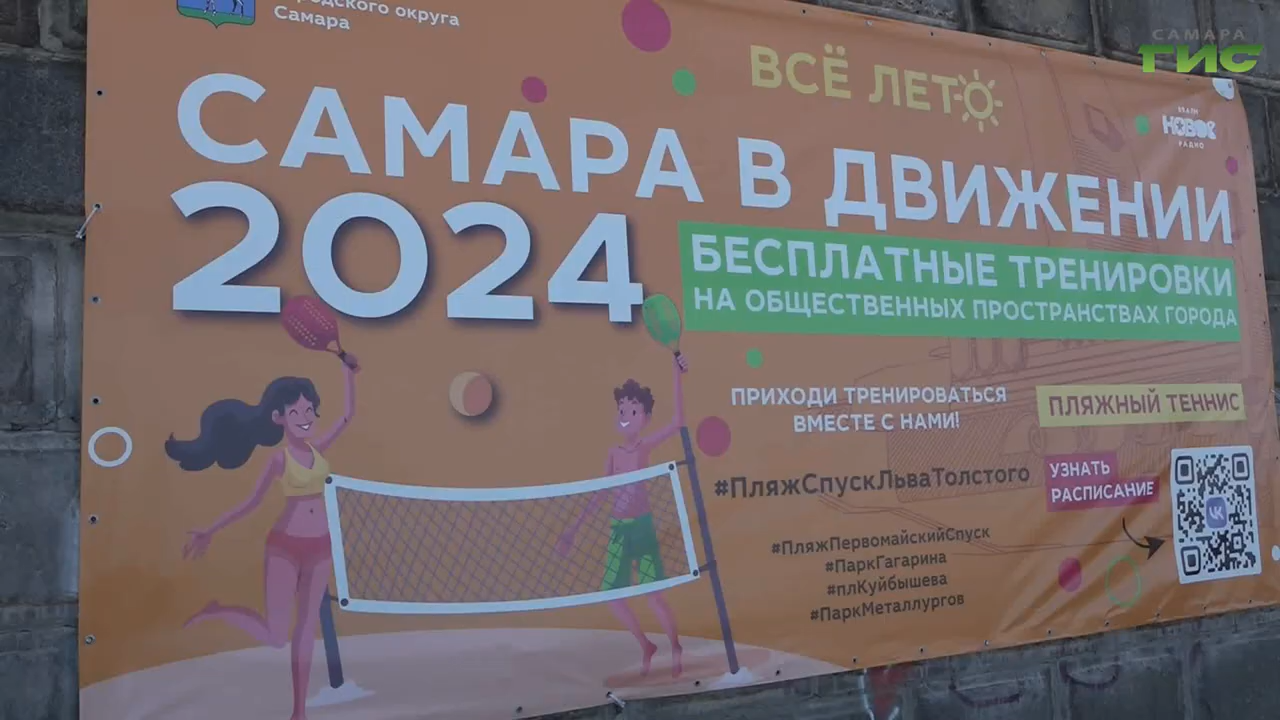 городского округа
Самара
САМАРА
ГИС
ВСЁ ЛЕТО
НОВОЕ
РАДИО
САМАРА В ДВИЖЕНИИ
2024
БЕСПЛАТНЫЕ ТРЕНИРОВКИ
НА ОБЩЕСТВЕННЫХ ПРОСТРАНСТВАХ ГОРОДА
ПРИХОДИ ТРЕНИРОВАТЬСЯ
ВМЕСТЕ С НАМИ!
ПЛЯЖНЫЙ ТЕННИС
#ПляжСпускЛьваТолстого
УЗНАТЬ
РАСПИСАНИЕ
#ПляжПервомайскийСпуск
#ПаркГагарина
#плКуйбышева
#ПаркМеталлургов